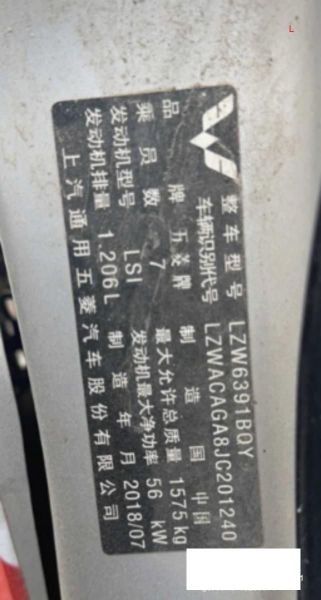 整车型号 LZW6391BQY
车辆识别代号 LZWACAGA8JC201240
品牌 五菱牌 制造国 中国
乘员数 7 最大允许总质量 1575kg
发动机型号 LSI 发动机最大净功率 56 kW
发动机排量 1.206L 制造年月 2018/07
上汽通用五菱汽车股份有限公司
L